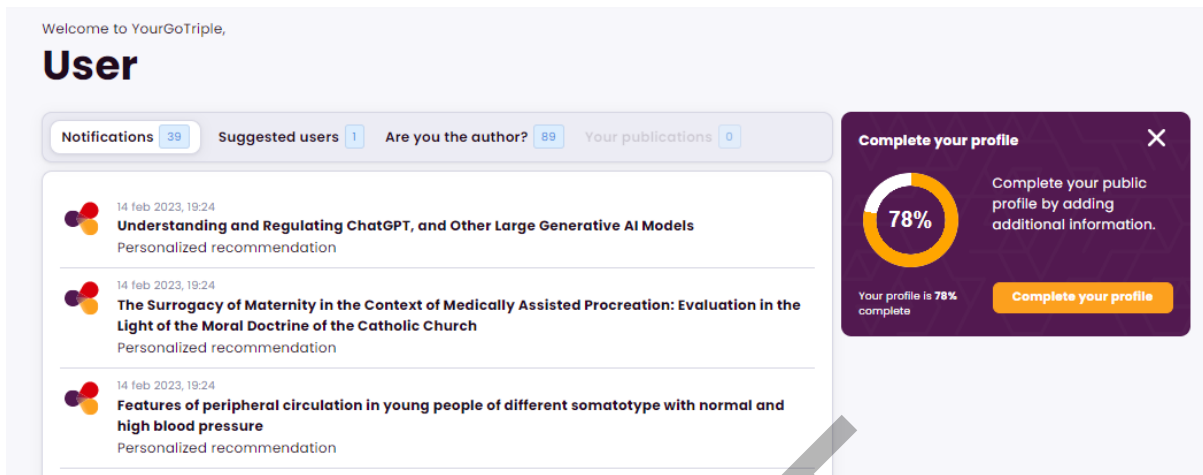 Welcome to YourGoTriple,
User
Notifications 39 Suggested users 1 Are you the author? 89 Your publications 0
14 feb 2023, 19:24
Understanding and Regulating ChatGPT, and Other Large Generative AI Models
Personalized recommendation
14 feb 2023, 19:24
The Surrogacy of Maternity in the Context of Medically Assisted Procreation: Evaluation in the
Light of the Moral Doctrine of the Catholic Church
Personalized recommendation
14 feb 2023, 19:24
Features of peripheral circulation in young people of different somatotype with normal and
high blood pressure
Personalized recommendation
Complete your profile
78%
Complete your public
profile by adding
additional information.
Your profile is 78%
complete
Complete your profile